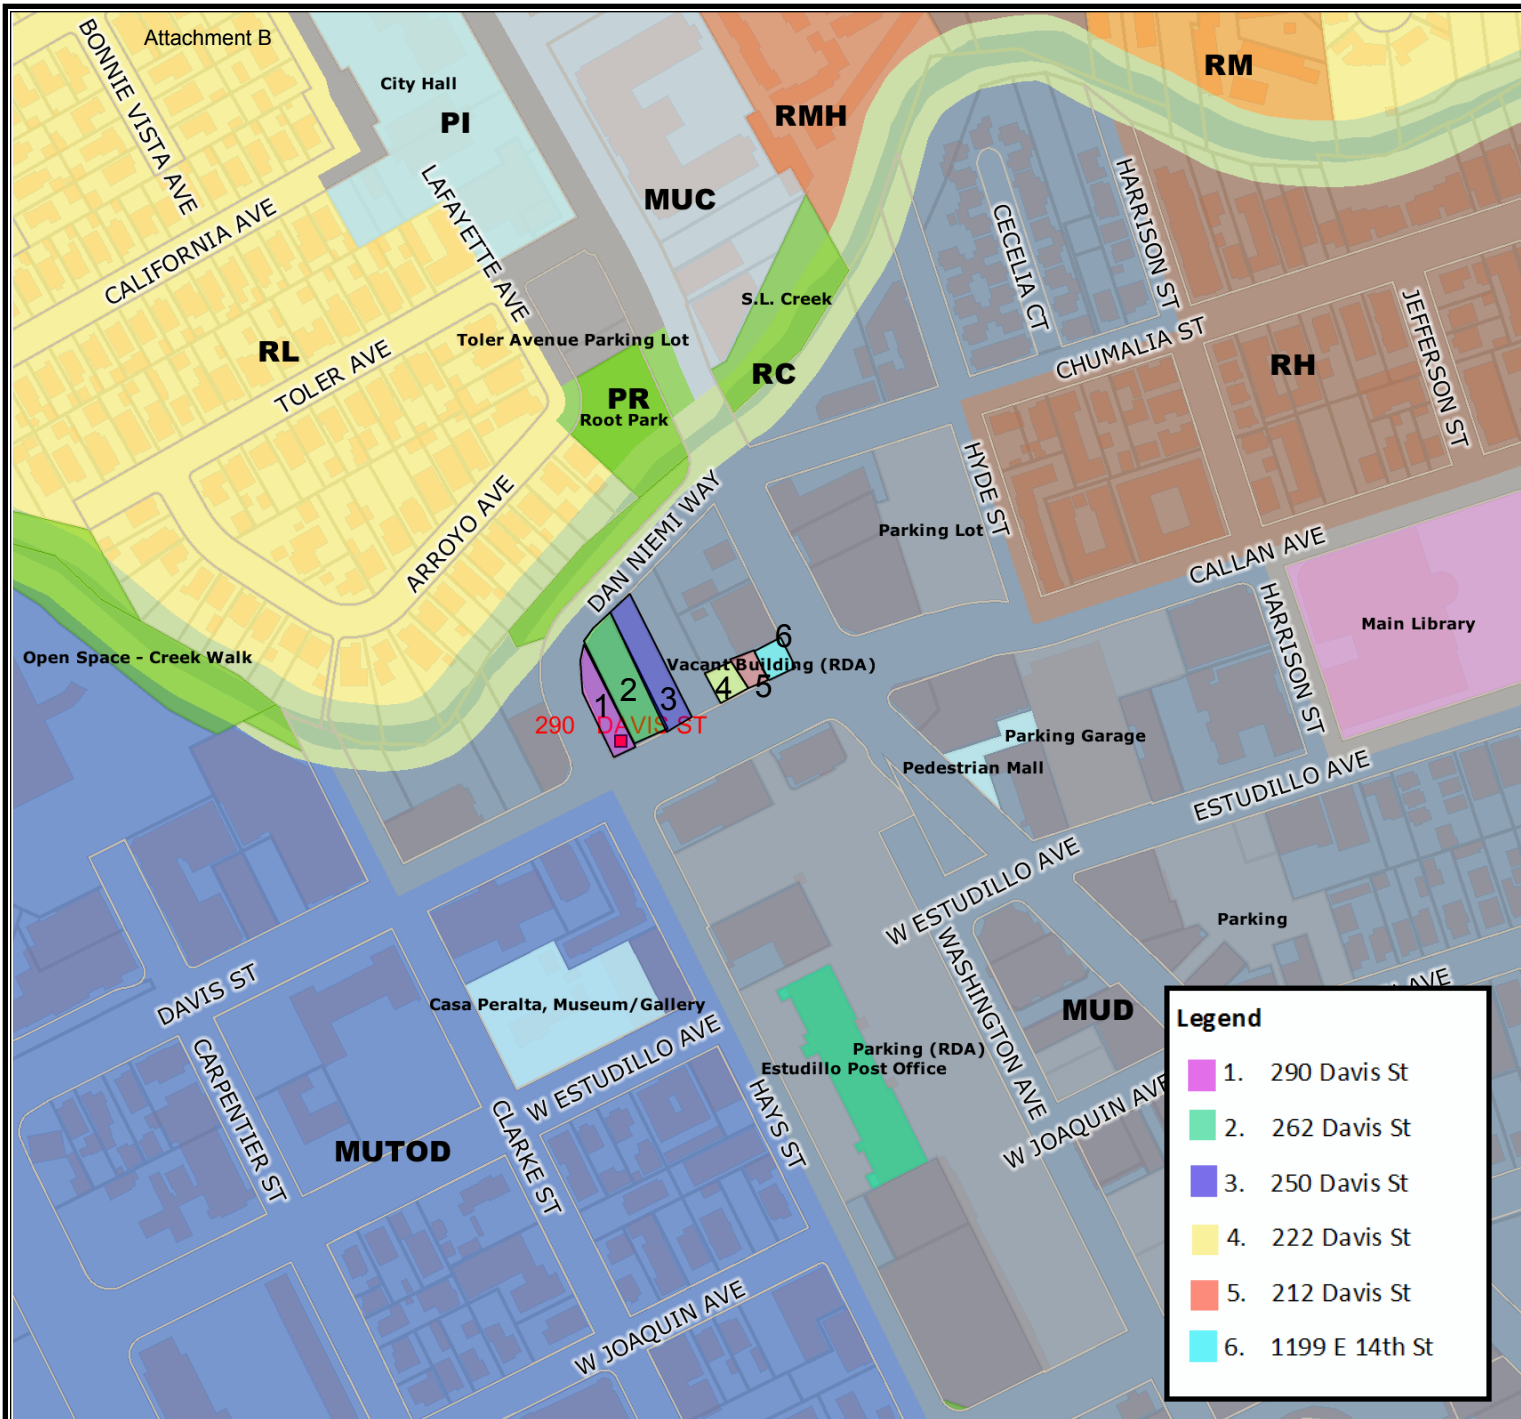 Attachment B
BONNIE VISTA AVE
City Hall
PI
RM
RMH
MUC
LAFAYETTE AVE
CALIFORNIA AVE
HARRISON ST
CECELIA CT
S.L. Creek
JEFFERSON ST
Toler Avenue Parking Lot
RL
TOLER AVE
CHUMALIA ST
RH
RC
PR
Root Park
HYDE ST
DAN NIEMI WAY
Parking Lot
ARROYO AVE
CALLAN AVE
HARRISON ST
Main Library
Open Space - Creek Walk
6
Vacant Building (RDA)
1
2
3
4
5
290 DAVIS ST
Parking Garage
Pedestrian Mall
ESTUDILLO AVE
W ESTUDILLO AVE
Parking
DAVIS ST
Casa Peralta, Museum/Gallery
WASHINGTON AVE
MUD
AVE
W ESTUDILLO AVE
Parking (RDA)
Estudillo Post Office
CARPENTIER ST
CLARKE ST
HAYS ST
W JOAQUIN AVE
MUTOD
W JOAQUIN AVE
Legend
1. 290 Davis St
2. 262 Davis St
3. 250 Davis St
4. 222 Davis St
5. 212 Davis St
6. 1199 E 14th St